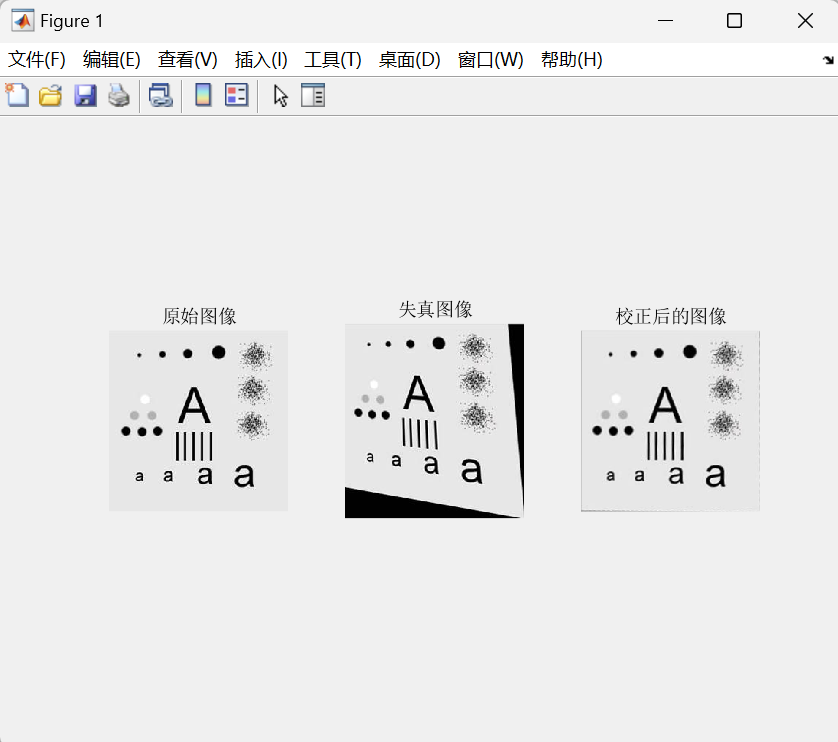 Figure 1
文件(F) 编辑(E) 查看(V) 插入(I) 工具(T) 桌面(D) 窗口(W) 帮助(H)
原始图像 失真图像 校正后的图像
A A A
a a a a a a a a a a a a